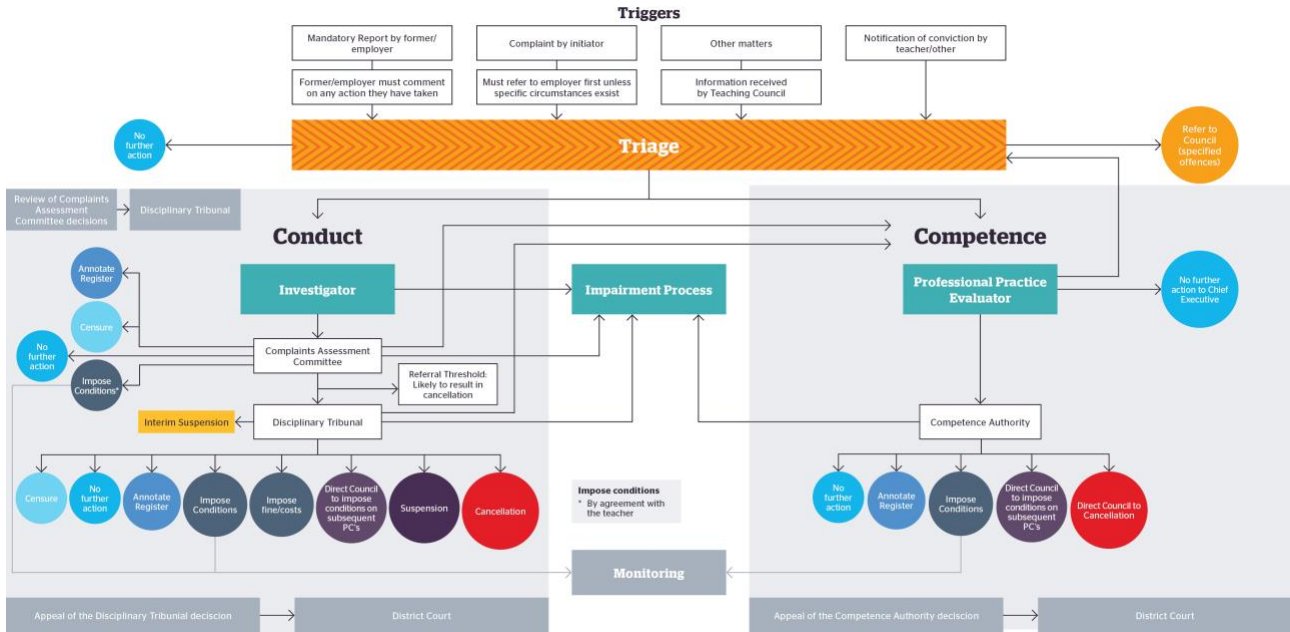 Triggers
Mandatory Report by former/
employer
Complaint by initiator
Other matters
Notification of conviction by
teacher/other
Former/employer must comment
on any action they have taken
Must refer to employer first unless
specific circumstances exsist
Information received
by Teaching Council
No
further
action
Triage
Refer to
Council
(specified
offences)
Review of Complaints
Assessment
Committee decisions
Disciplinary Tribunal
Conduct
Competence
Annotate
Register
Investigator
Impairment Process
Professional Practice
Evaluator
No further
action to Chief
Executive
Censure
No
further
action
Complaints Assessment
Committee
Impose
Conditions*
Referral Threshold:
Likely to result in
cancellation
Interim Suspension
Disciplinary Tribunal
Competence Authority
Censure
No
further
action
Annotate
Register
Impose
Conditions
Impose
fine/costs
Direct Council
to impose
conditions on
subsequent
PC's
Suspension
Cancellation
Impose conditions
* By agreement with
the teacher
No
further
action
Annotate
Register
Impose
Conditions
Direct Council
to impose
conditions on
subsequent
PC's
Direct Council to
Cancellation
Monitoring
Appeal of the Disciplinary Tribunial deciscion
District Court
Appeal of the Competence Authority deciscion
District Court